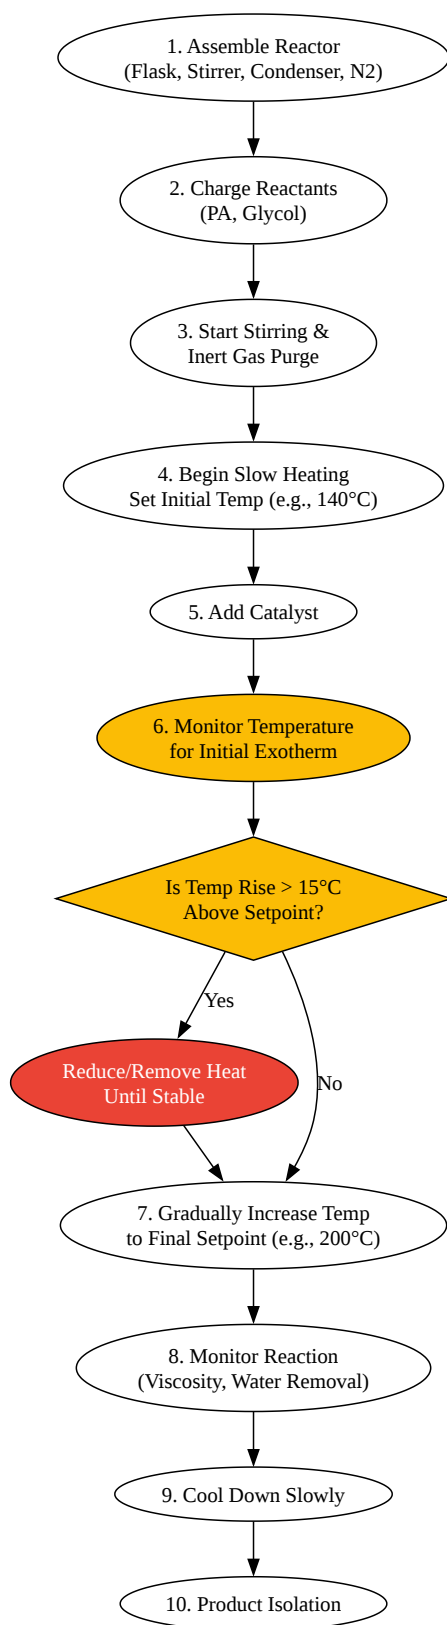 1. Assemble Reactor
(Flask, Stirrer, Condenser, N2)
2. Charge Reactants
(PA, Glycol)
3. Start Stirring &
Inert Gas Purge
4. Begin Slow Heating
Set Initial Temp (e.g., 140°C)
5. Add Catalyst
6. Monitor Temperature
for Initial Exotherm
Is Temp Rise > 15°C
Above Setpoint?
Yes
Reduce/Remove Heat
Until Stable
No
7. Gradually Increase Temp
to Final Setpoint (e.g., 200°C)
8. Monitor Reaction
(Viscosity, Water Removal)
9. Cool Down Slowly
10. Product Isolation